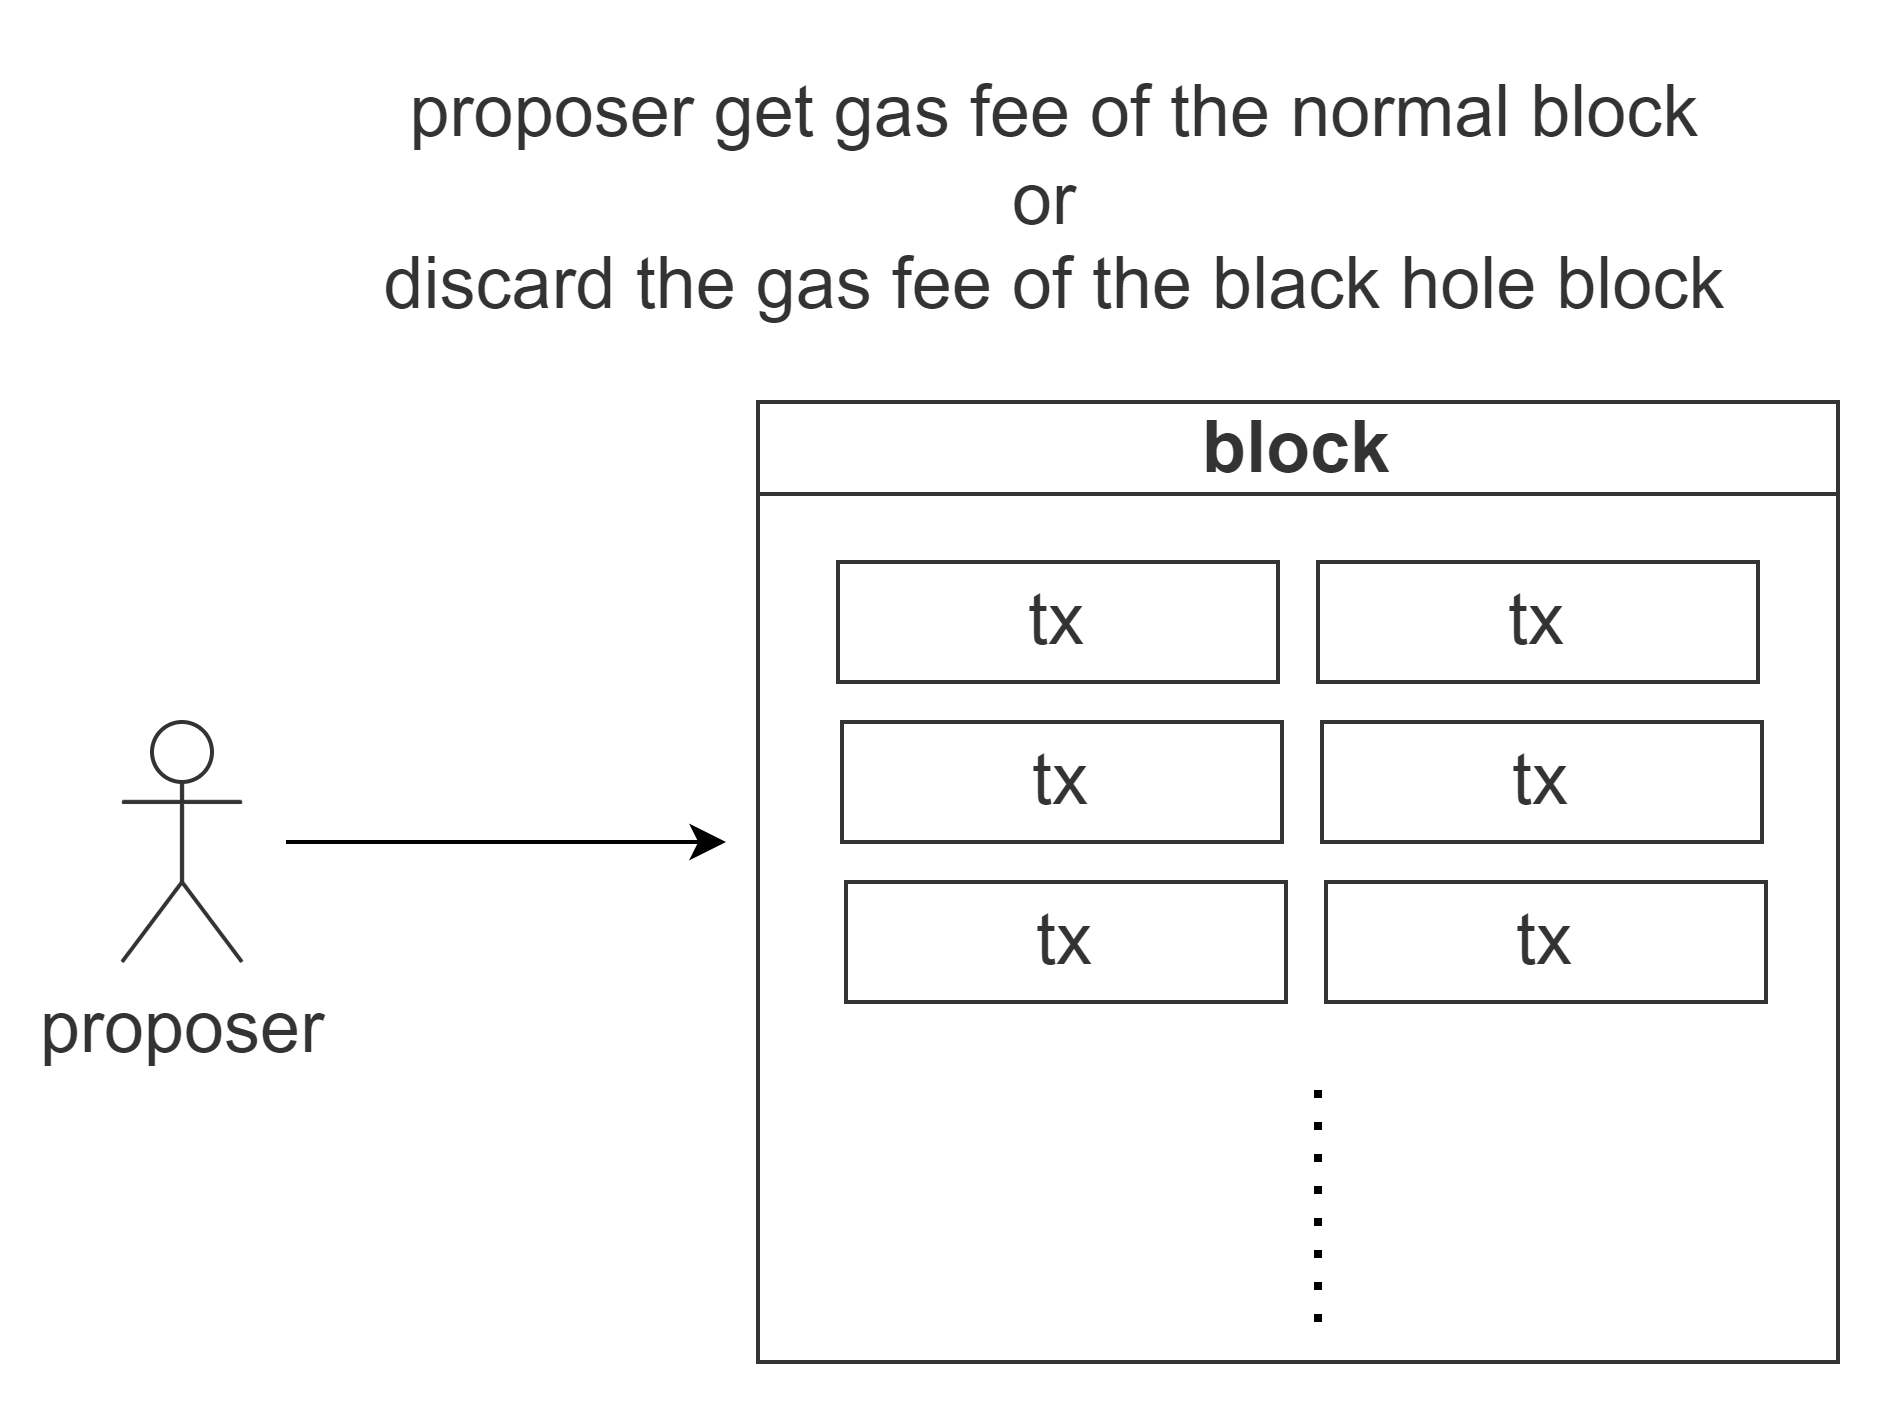 proposer get gas fee of the normal block
or
discard the gas fee of the black hole block
block
tx tx
tx tx
tx tx
proposer